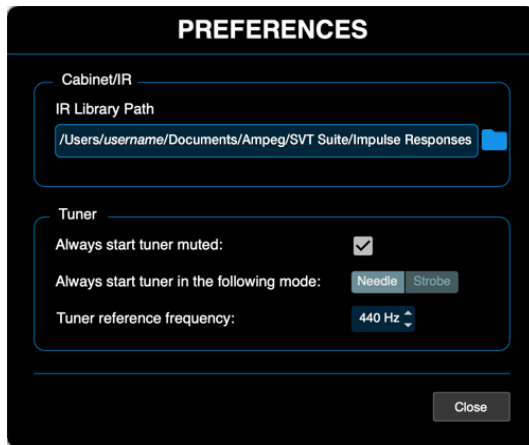 PREFERENCES
Cabinet/IR
IR Library Path
/Users/username/Documents/Ampeg/SVT Suite/Impulse Responses
Tuner
Always start tuner muted:
Always start tuner in the following mode: Needle Strobe
Tuner reference frequency: 440 Hz
Close